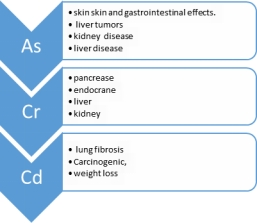 As
• skin skin and gastrointestinal effects.
• liver tumors
• kidney disease
• liver disease
Cr
• pancrease
• endocrane
• liver
• kidney
Cd
• lung fibrosis
• Carcinogenic,
• weight loss